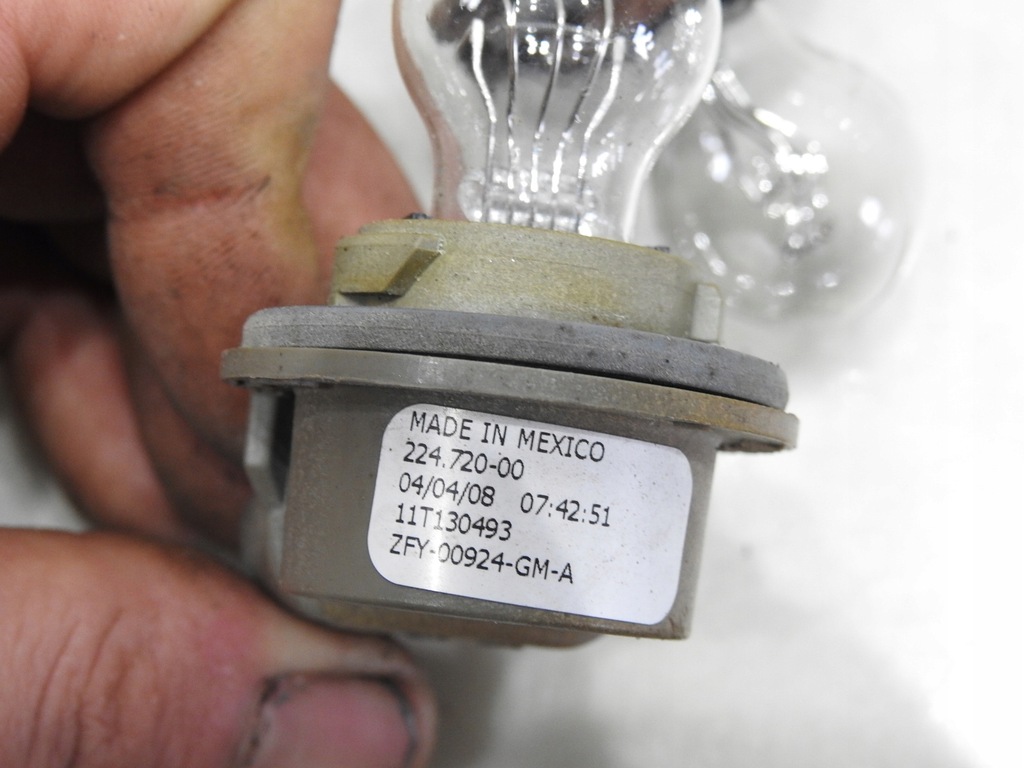 MADE IN MEXICO
224.720-00
04/04/08 07:42:51
11T130493
ZFY-00924-GM-A